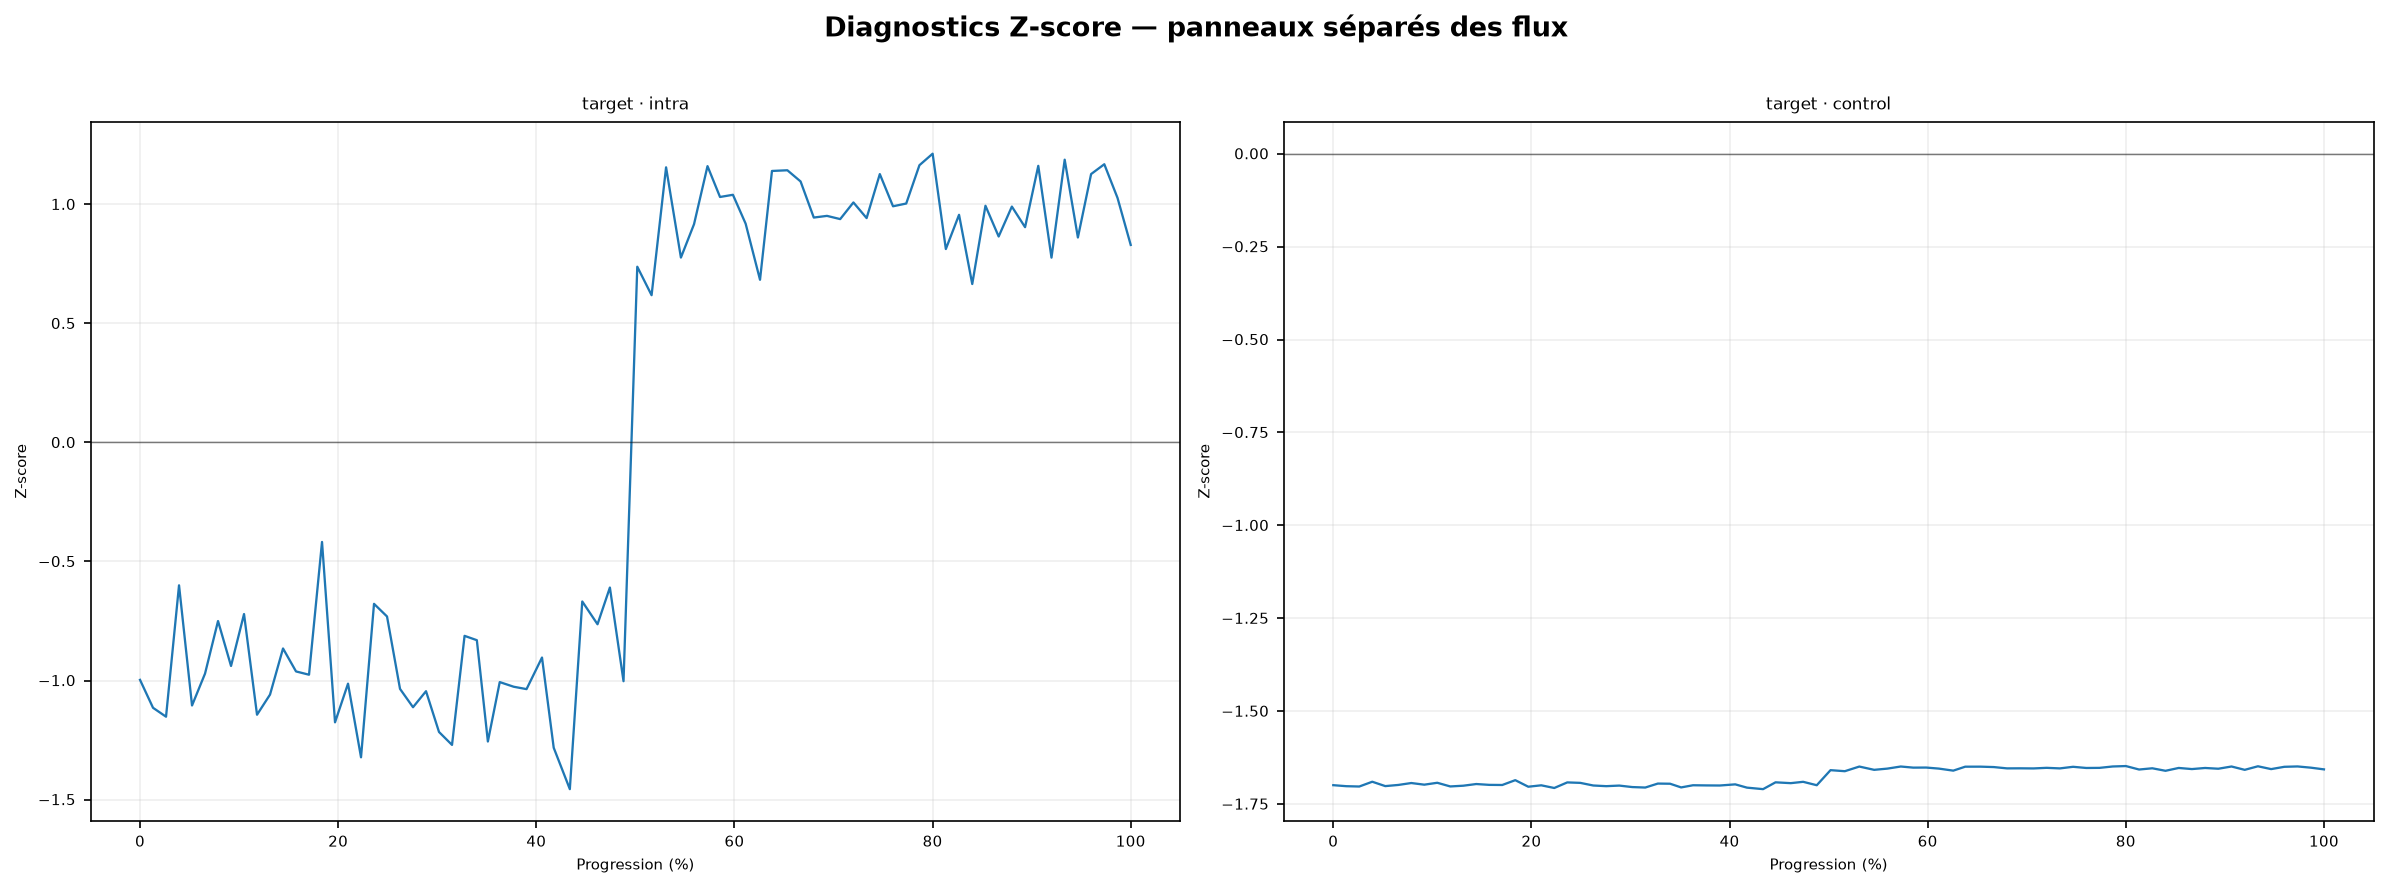 Diagnostics Z-score — panneaux séparés des flux
target · intra
Z-score
1.0
0.5
0.0
−0.5
−1.0
−1.5
0 20 40 60 80 100
Progression (%)
target · control
Z-score
0.00
−0.25
−0.50
−0.75
−1.00
−1.25
−1.50
−1.75
0 20 40 60 80 100
Progression (%)